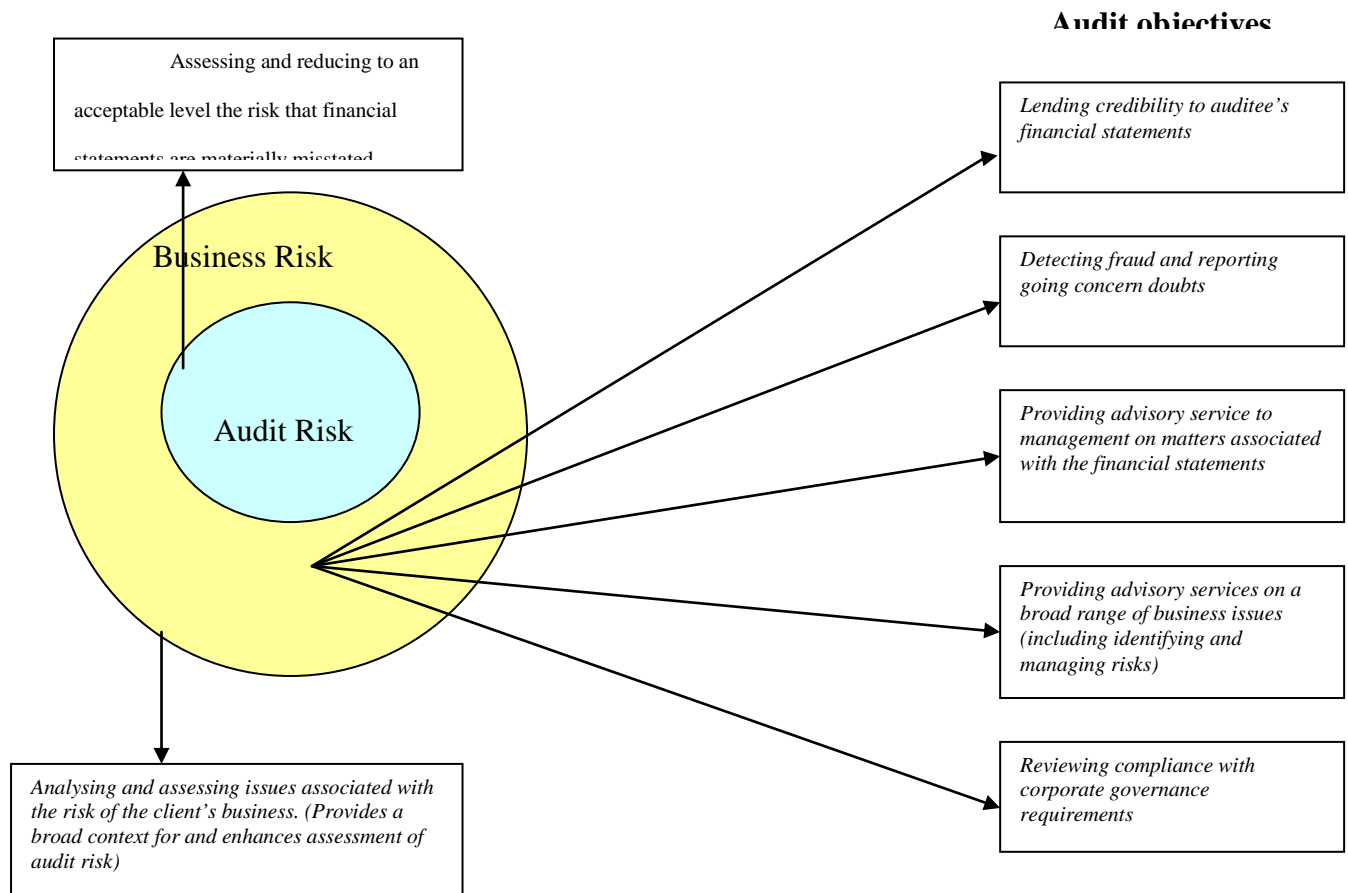 Audit objectives
Assessing and reducing to an
acceptable level the risk that financial
statements are materially misstated
Lending credibility to auditee's
financial statements
Business Risk
Detecting fraud and reporting
going concern doubts
Audit Risk
Providing advisory service to
management on matters associated
with the financial statements
Providing advisory services on a
broad range of business issues
(including identifying and
managing risks)
Reviewing compliance with
corporate governance
requirements
Analysing and assessing issues associated with
the risk of the client's business. (Provides a
broad context for and enhances assessment of
audit risk)